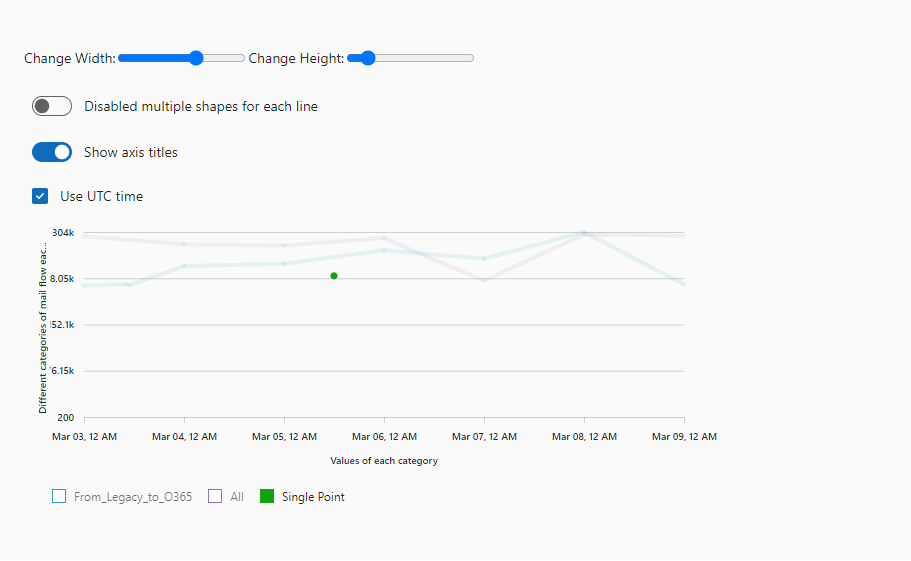 Change Width: Change Height:
Disabled multiple shapes for each line
Show axis titles
Use UTC time
304k
8.05k
52.1k
6.15k
200
Different categories of mail flow eac...
Mar 03, 12 AM Mar 04, 12 AM Mar 05, 12 AM Mar 06, 12 AM Mar 07, 12 AM Mar 08, 12 AM Mar 09, 12 AM
Values of each category
From_Legacy_to_O365 All Single Point